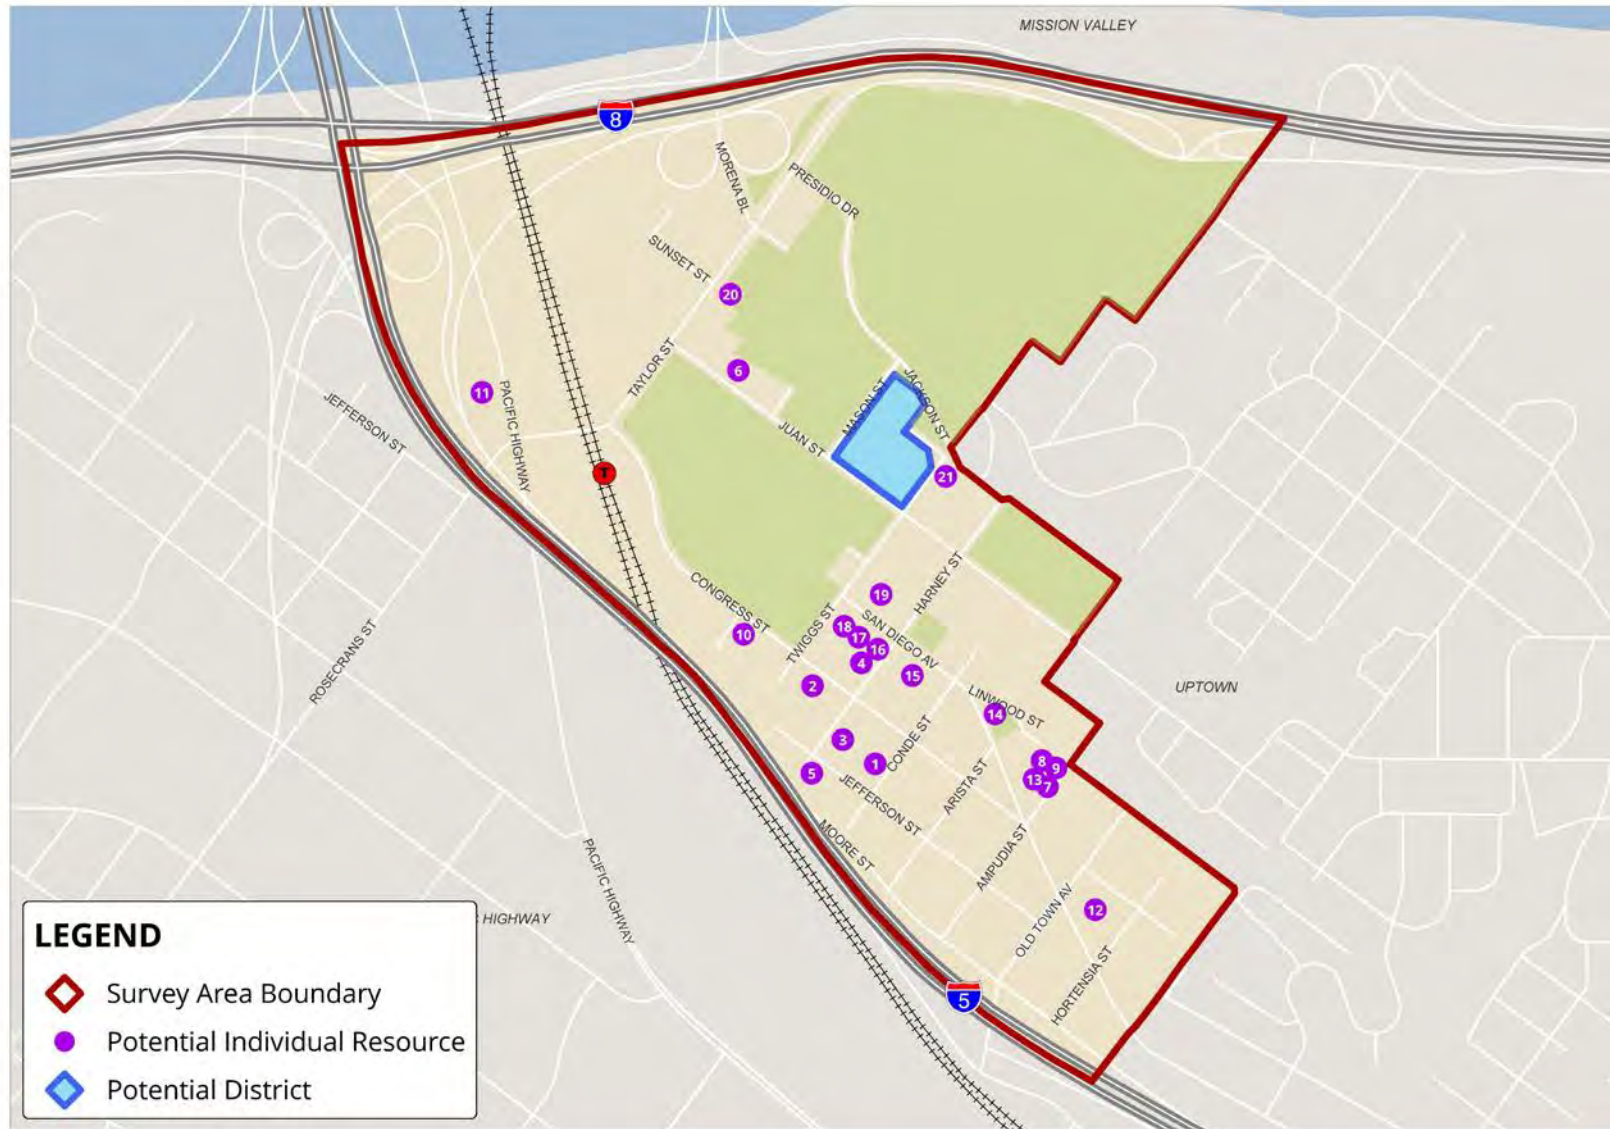 MISSION VALLEY
8
MORENA BL
PRESIDIO DR
SUNSET ST
20
TAYLOR ST
6
11
PACIFIC HIGHWAY
JEFFERSON ST
MASON ST
JACKSON ST
JUAN ST
T
21
HARNEY ST
CONGRESS ST
19
TWIGGS ST
SAN DIEGO AV
18
17
16
10
4
15
2
ROSECRANS ST
UPTOWN
LINWOOD ST
14
3
CONDE ST
1
5
JEFFERSON ST
ARISTA ST
8
9
13
7
MOORE ST
AMPUDIA ST
PACIFIC HIGHWAY
OLD TOWN AV
12
HORTENSIA ST
5
HIGHWAY
LEGEND
Survey Area Boundary
Potential Individual Resource
Potential District